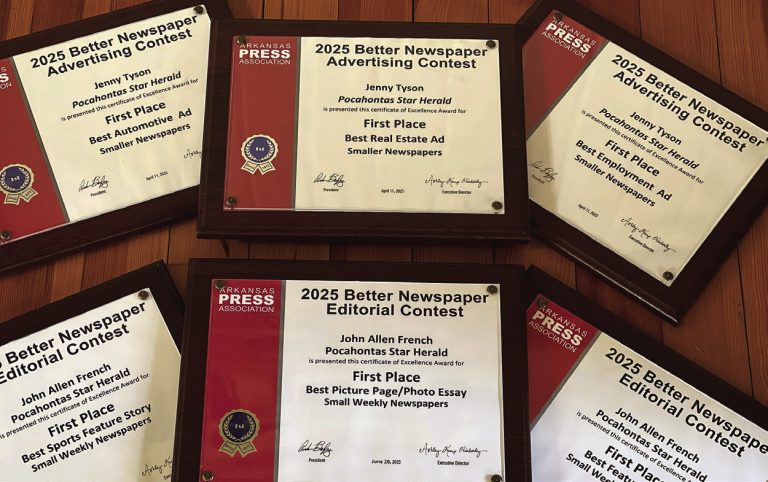 2025 Better Newspaper
Advertising Contest
Jenny Tyson
Pocahontas Star Herald
is presented this certificate of Excellence Award for
First Place
Best Automotive Ad
Smaller Newspapers
1st
President
April 11, 2025
ARKANSAS
PRESS
ASSOCIATION
2025 Better Newspaper
Advertising Contest
Jenny Tyson
Pocahontas Star Herald
is presented this certificate of Excellence Award for
First Place
Best Real Estate Ad
Smaller Newspapers
1st
President
April 11, 2025
Executive Director
ARKANSAS
PRESS
ASSOCIATION
2025 Better Newspaper
Advertising Contest
Jenny Tyson
Pocahontas Star Herald
is presented this certificate of Excellence Award for
First Place
Best Employment Ad
Smaller Newspapers
President
April 11, 2025
Executive Director
2025 Better Newspaper
Editorial Contest
John Allen French
Pocahontas Star Herald
is presented this certificate of Excellence Award for
First Place
Best Sports Feature Story
Small Weekly Newspapers
ARKANSAS
PRESS
ASSOCIATION
2025 Better Newspaper
Editorial Contest
John Allen French
Pocahontas Star Herald
is presented this certificate of Excellence Award for
First Place
Best Picture Page/Photo Essay
Small Weekly Newspapers
1st
President
June 28, 2025
Executive Director
ARKANSAS
PRESS
ASSOCIATION
2025 Better Newspaper
Editorial Contest
John Allen French
Pocahontas Star Herald
is presented this certificate of Excellence Award for
First Place
Best Feature
Small Weekly